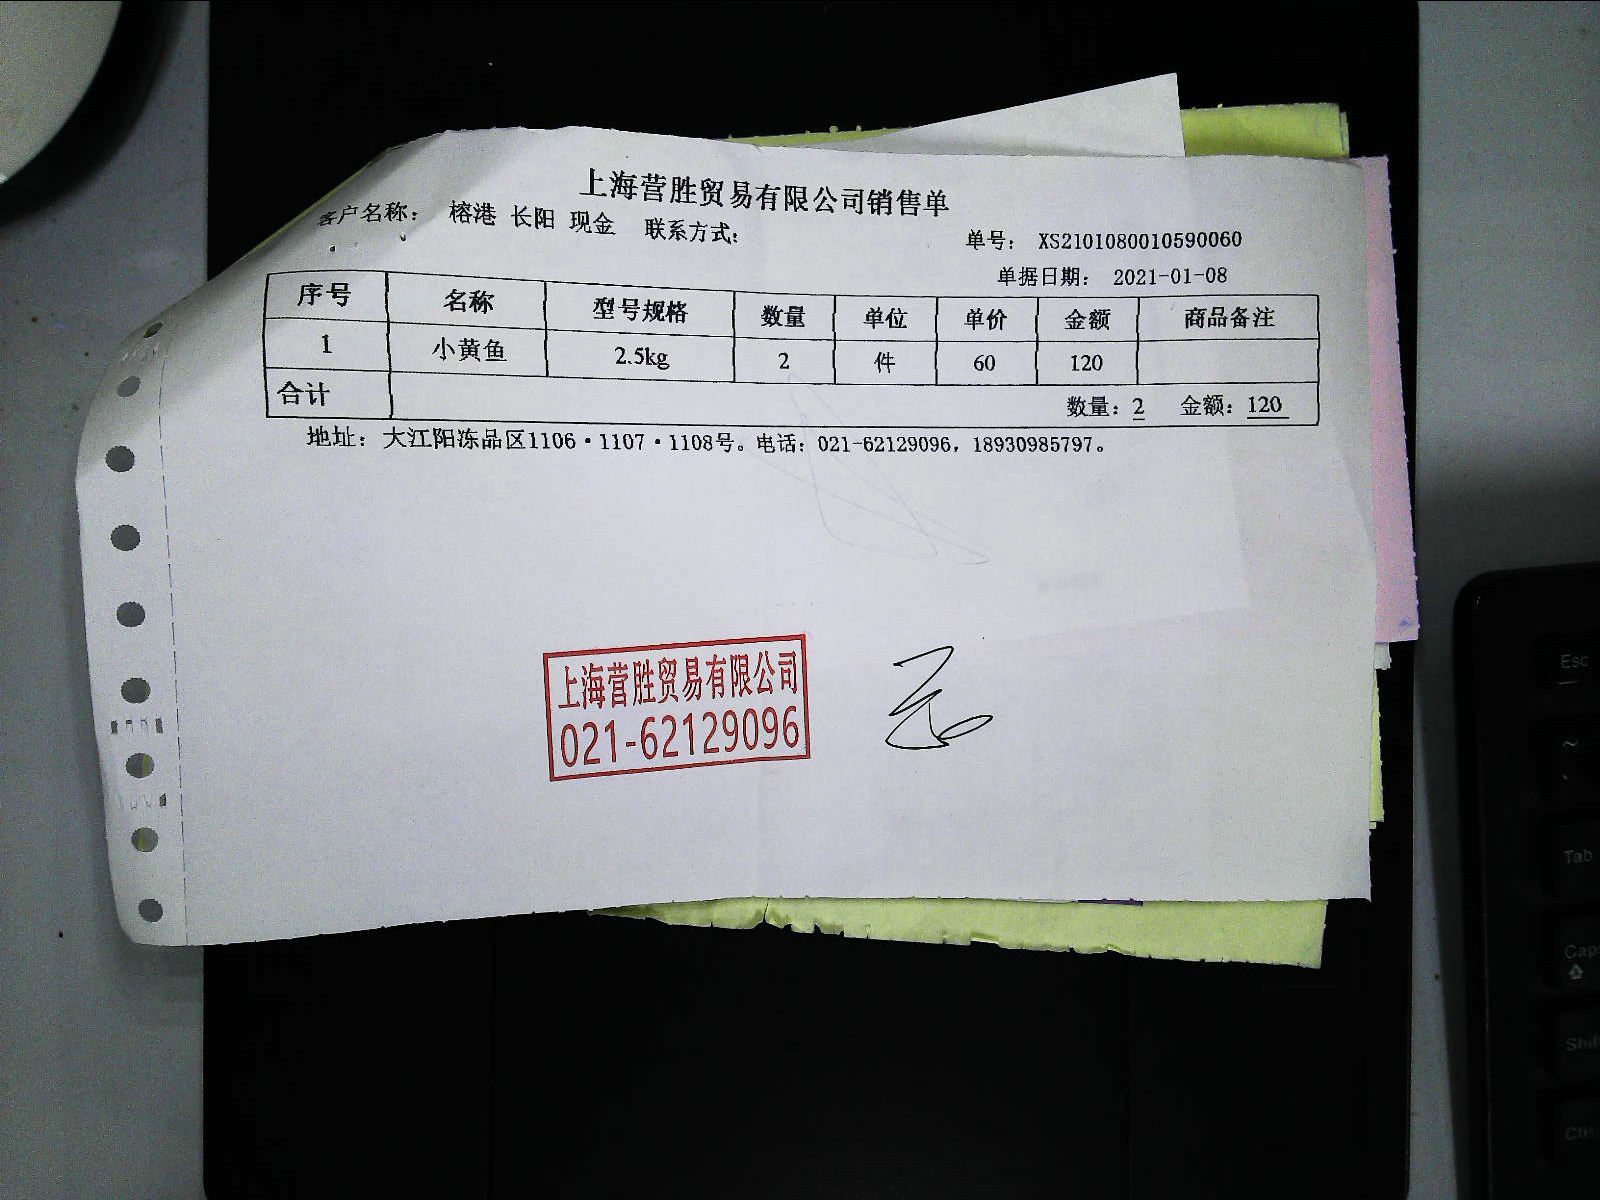 上海营胜贸易有限公司销售单
客户名称： 榕港 长阳 现金 联系方式：
单号： XS2101080010590060
单据日期： 2021-01-08
序号 名称 型号规格 数量 单位 单价 金额 商品备注
1 小黄鱼 2.5kg 2 件 60 120
合计 数量：2 金额：120
地址：大江阳冻品区1106·1107·1108号。电话：021-62129096，18930985797。
上海营胜贸易有限公司
021-62129096
Esc
~
Tab
Caps
Shift
Ctrl